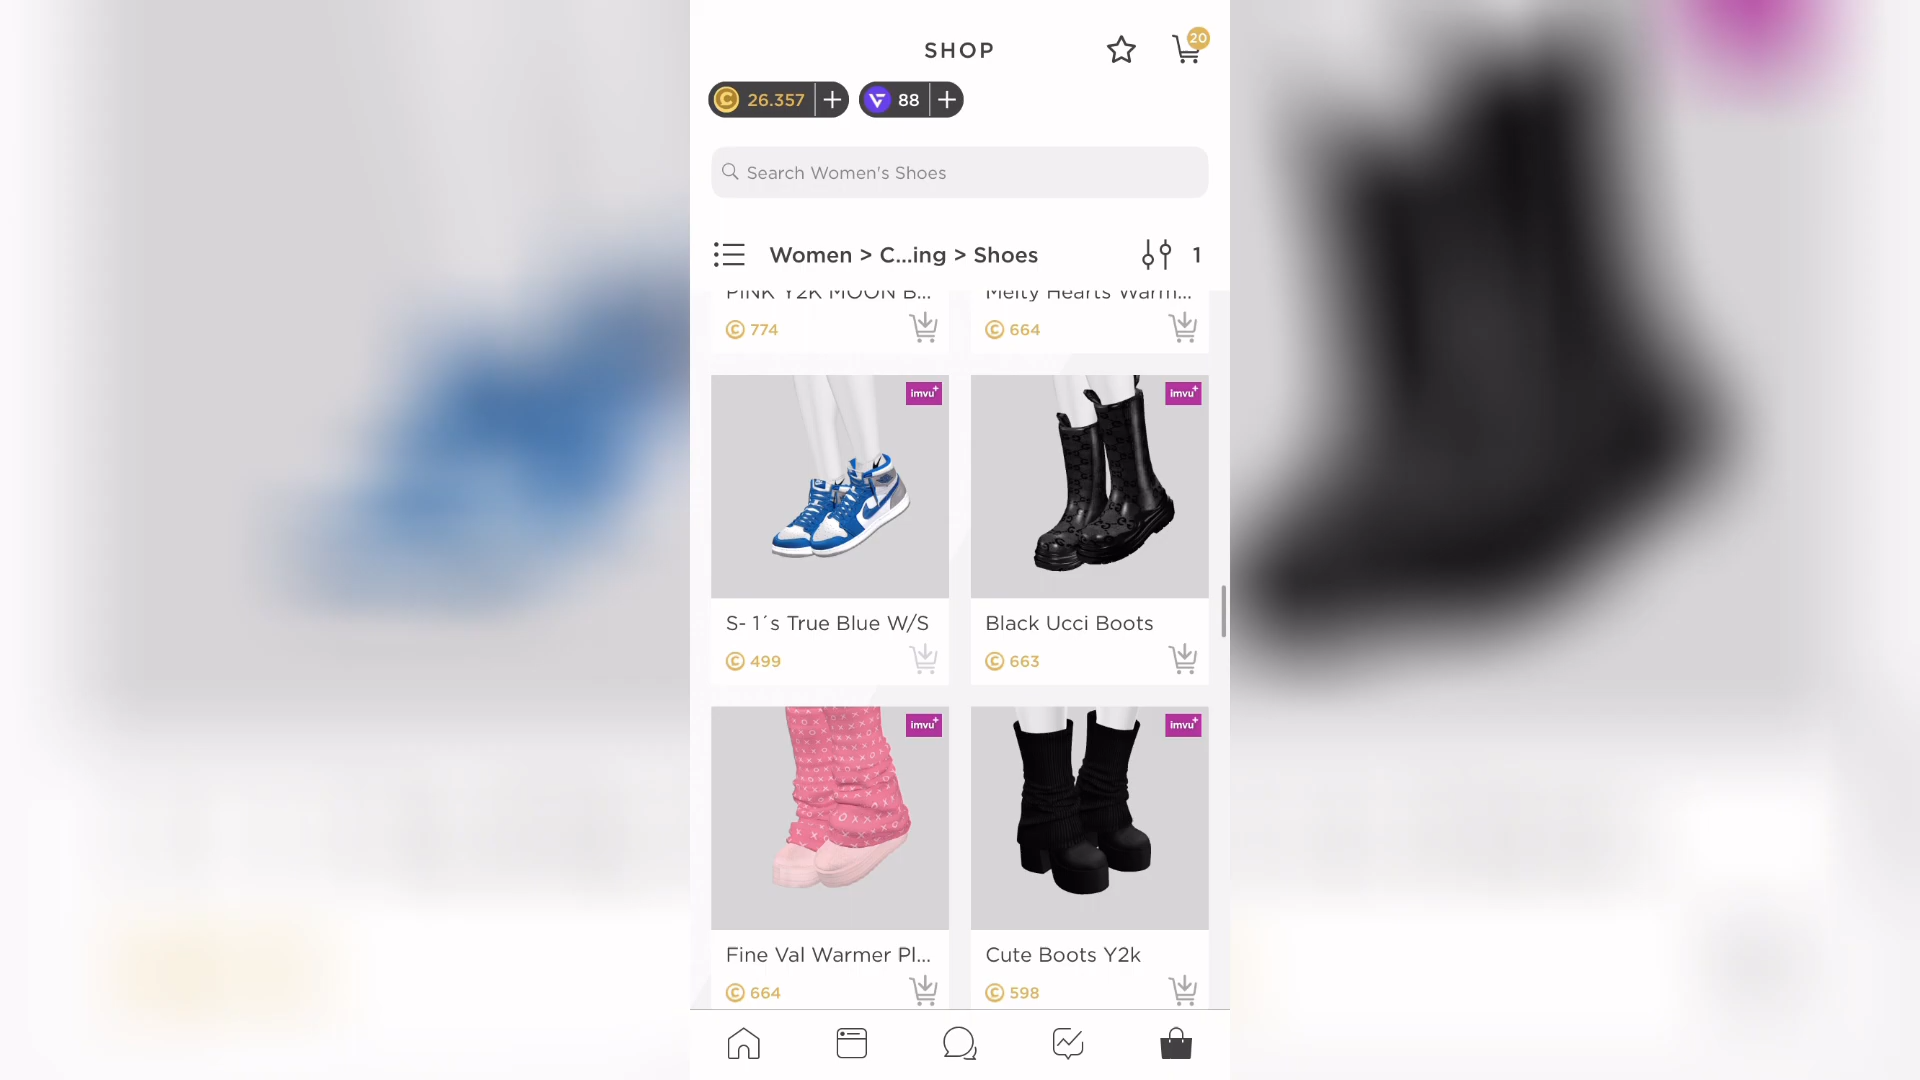 SHOP
20
26.357
88
Search Women's Shoes
Women > C...ing > Shoes
1
PINK Y2K MOON B...
Melty Hearts Warm...
774
664
imvu+
imvu+
S- 1´s True Blue W/S
Black Ucci Boots
499
663
imvu+
imvu+
Fine Val Warmer Pl...
Cute Boots Y2k
664
598